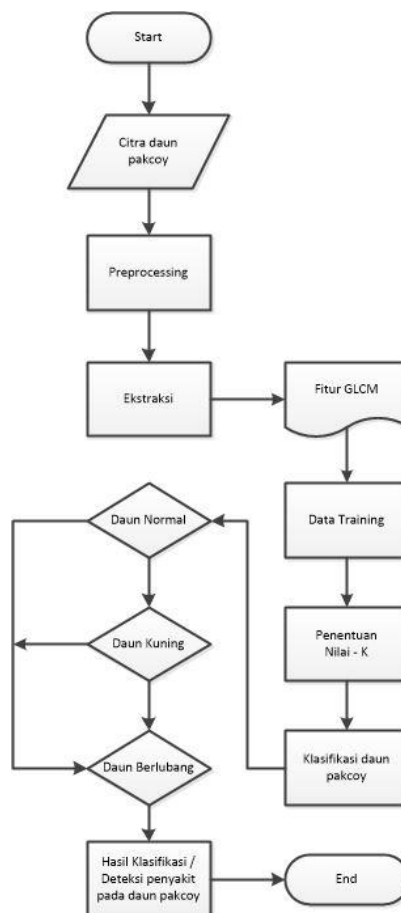 Start
Citra daun
pakcoy
Preprocessing
Ekstraksi
Fitur GLCM
Data Training
Penentuan
Nilai - K
Klasifikasi daun
pakcoy
Daun Normal
Daun Kuning
Daun Berlubang
Hasil Klasifikasi /
Deteksi penyakit
pada daun pakcoy
End